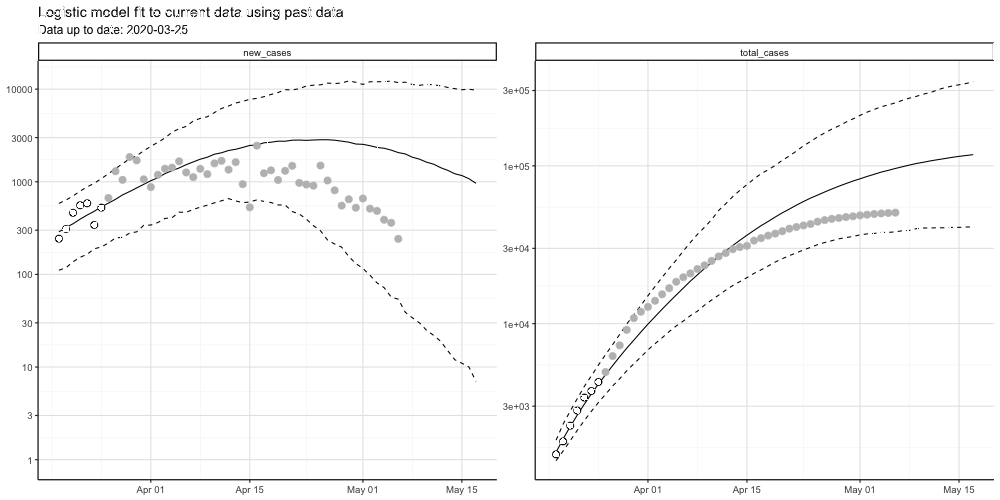 Logistic model fit to current data using past data
Data up to date: 2020-03-25
new_cases
total_cases
10000
3000
1000
300
100
30
10
3
1
Apr 01
Apr 15
May 01
May 15
3e+05
1e+05
3e+04
1e+04
3e+03
Apr 01
Apr 15
May 01
May 15